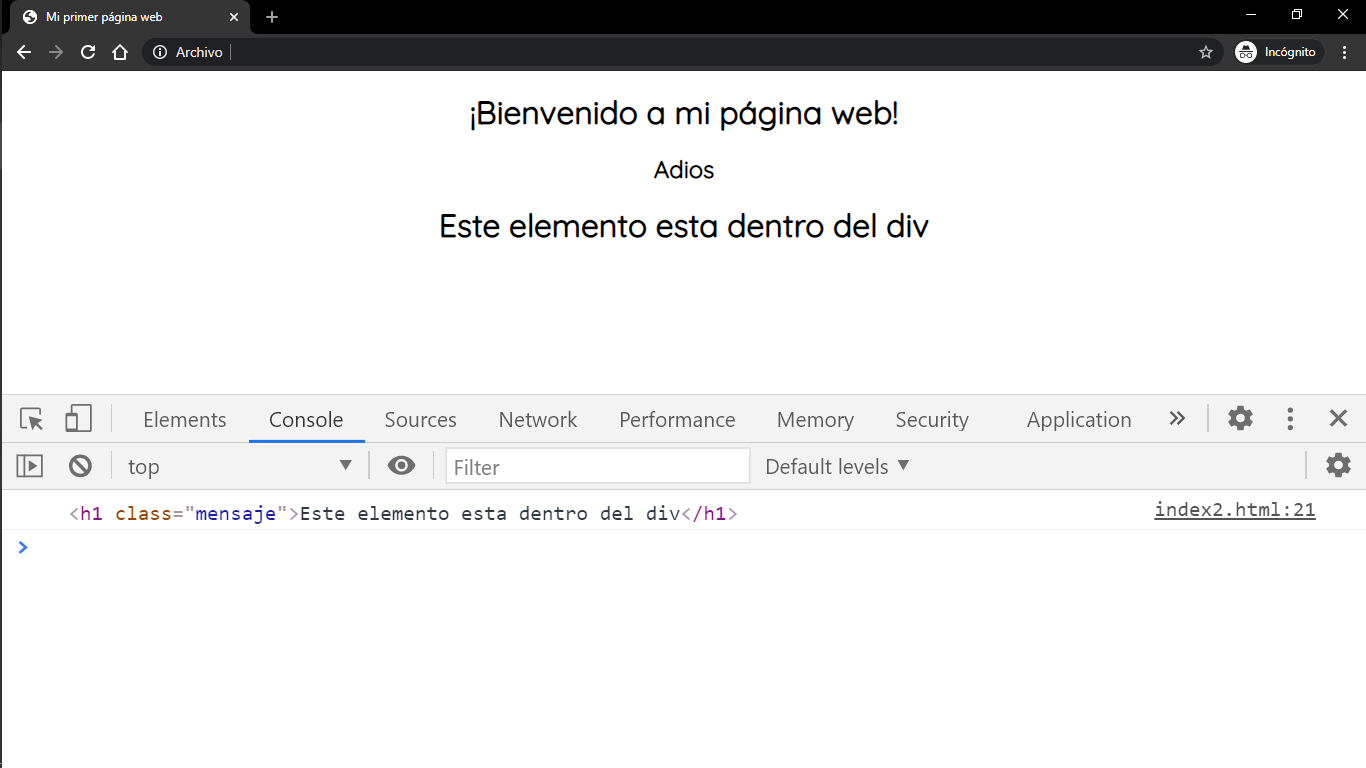 Mi primer página web
Archivo
Incógnito
¡Bienvenido a mi página web!
Adios
Este elemento esta dentro del div
Elements Console Sources Network Performance Memory Security Application
top Filter Default levels
<h1 class="mensaje">Este elemento esta dentro del div</h1> index2.html:21